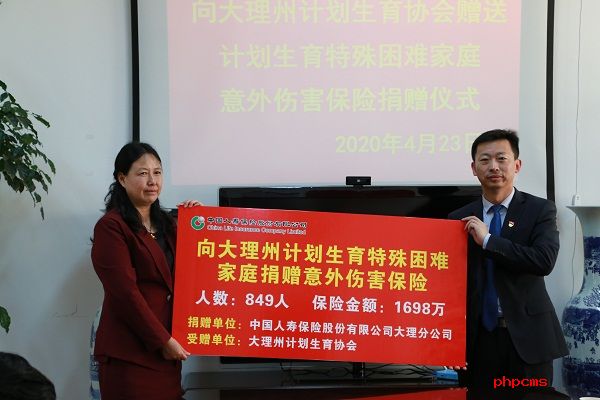 向大理州计划生育协会赠送
计划生育特殊困难家庭
意外伤害保险捐赠仪式
2020年4月23日
中国人寿保险股份有限公司
China Life Insurance Company Limited
向大理州计划生育特殊困难
家庭捐赠意外伤害保险
人数：849人 保险金额：1698万
捐赠单位：中国人寿保险股份有限公司大理分公司
受赠单位：大理州计划生育协会
phpcms